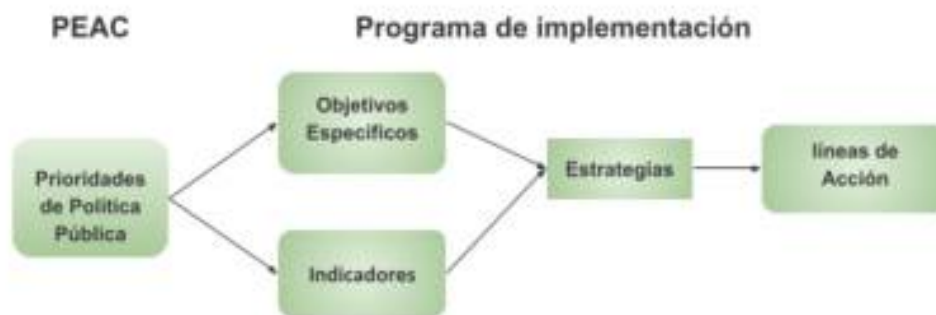 PEAC
Programa de implementación
Objetivos
Específicos
Prioridades
de Política
Pública
Estrategias
líneas de
Acción
Indicadores